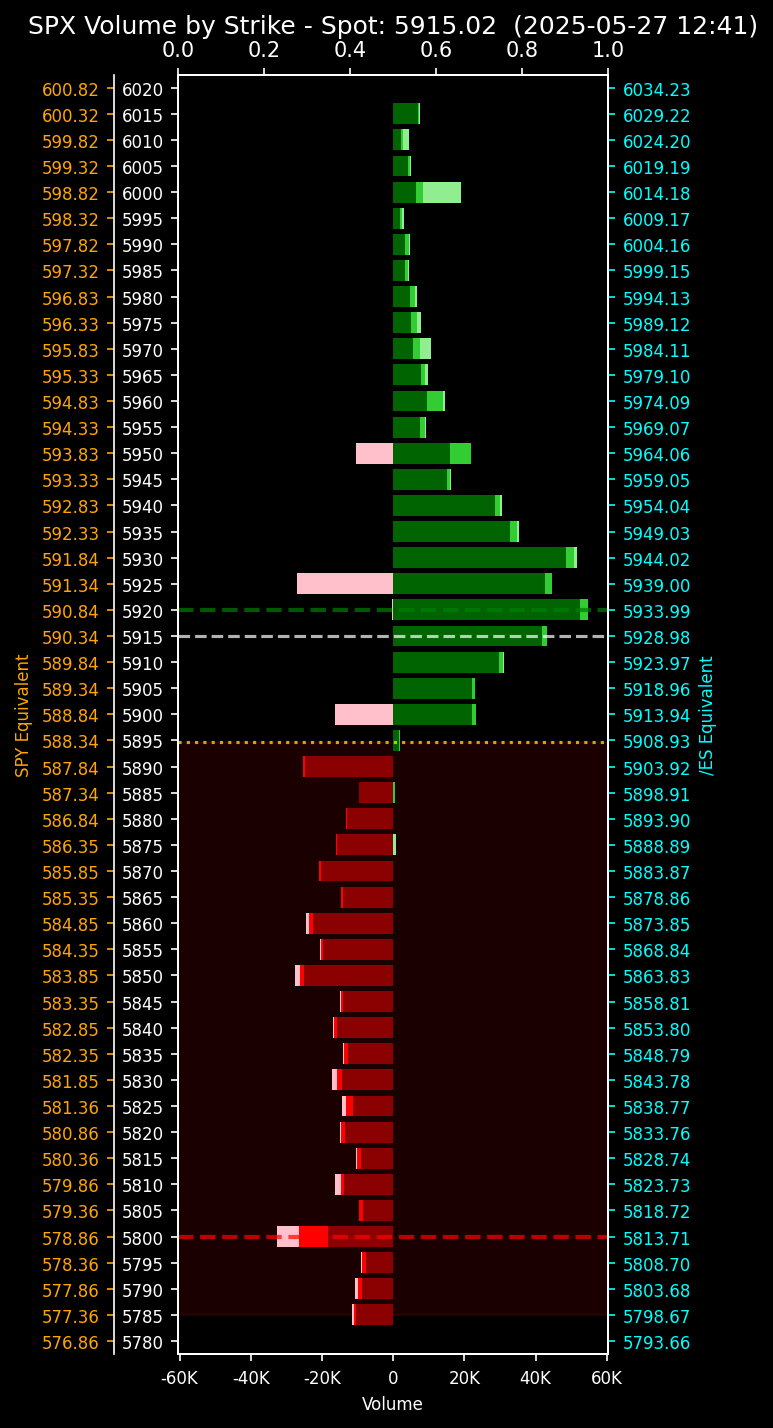 SPX Volume by Strike - Spot: 5915.02 (2025-05-27 12:41)
0.0 0.2 0.4 0.6 0.8 1.0
600.82 6020 6034.23
600.32 6015 6029.22
599.82 6010 6024.20
599.32 6005 6019.19
598.82 6000 6014.18
598.32 5995 6009.17
597.82 5990 6004.16
597.32 5985 5999.15
596.83 5980 5994.13
596.33 5975 5989.12
595.83 5970 5984.11
595.33 5965 5979.10
594.83 5960 5974.09
594.33 5955 5969.07
593.83 5950 5964.06
593.33 5945 5959.05
592.83 5940 5954.04
592.33 5935 5949.03
591.84 5930 5944.02
591.34 5925 5939.00
590.84 5920 5933.99
590.34 5915 5928.98
589.84 5910 5923.97
589.34 5905 5918.96
588.84 5900 5913.94
588.34 5895 5908.93
587.84 5890 5903.92
587.34 5885 5898.91
586.84 5880 5893.90
586.35 5875 5888.89
585.85 5870 5883.87
585.35 5865 5878.86
584.85 5860 5873.85
584.35 5855 5868.84
583.85 5850 5863.83
583.35 5845 5858.81
582.85 5840 5853.80
582.35 5835 5848.79
581.85 5830 5843.78
581.36 5825 5838.77
580.86 5820 5833.76
580.36 5815 5828.74
579.86 5810 5823.73
579.36 5805 5818.72
578.86 5800 5813.71
578.36 5795 5808.70
577.86 5790 5803.68
577.36 5785 5798.67
576.86 5780 5793.66
SPY Equivalent
/ES Equivalent
-60K -40K -20K 0 20K 40K 60K
Volume